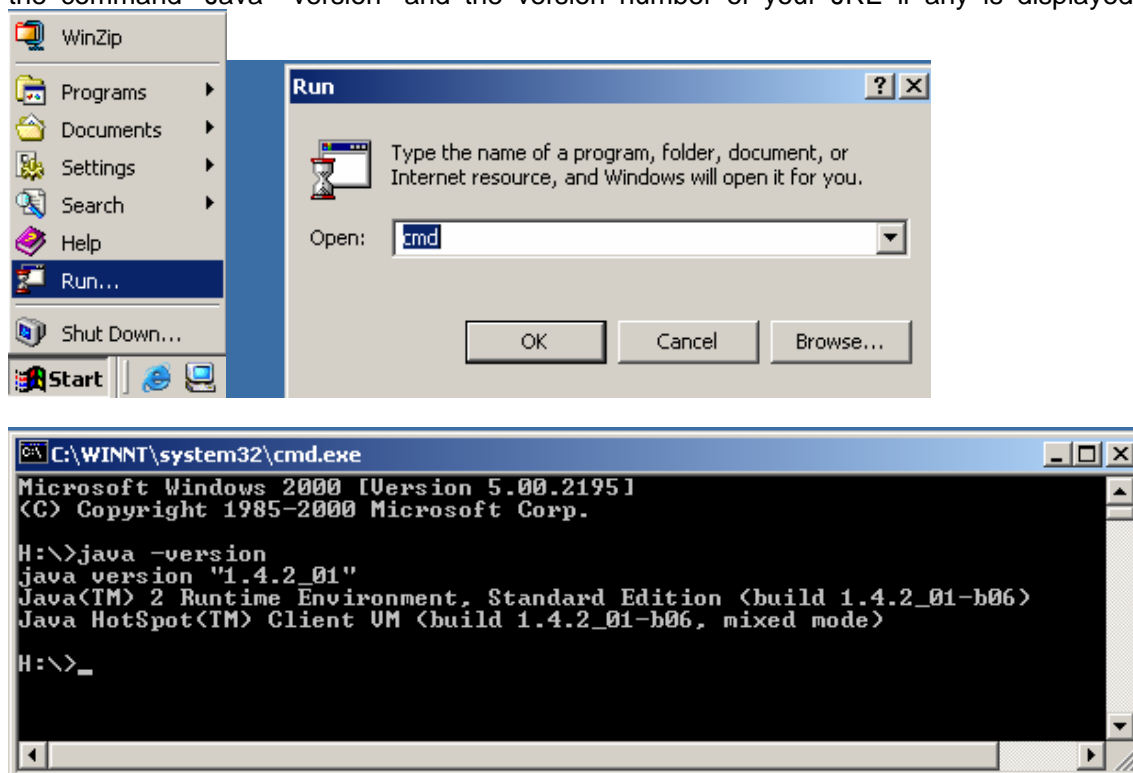 the command "Java -version" and the version number of your JRE if any is displayed
WinZip
Programs
Documents
Settings
Search
Help
Run...
Shut Down...
Start
Run
Type the name of a program, folder, document, or
Internet resource, and Windows will open it for you.
Open: cmd
OK Cancel Browse...
C:\WINNT\system32\cmd.exe
Microsoft Windows 2000 [Version 5.00.2195]
(C) Copyright 1985-2000 Microsoft Corp.
H:\>java -version
java version "1.4.2_01"
Java(TM) 2 Runtime Environment, Standard Edition (build 1.4.2_01-b06)
Java HotSpot(TM) Client VM (build 1.4.2_01-b06, mixed mode)
H:\>_